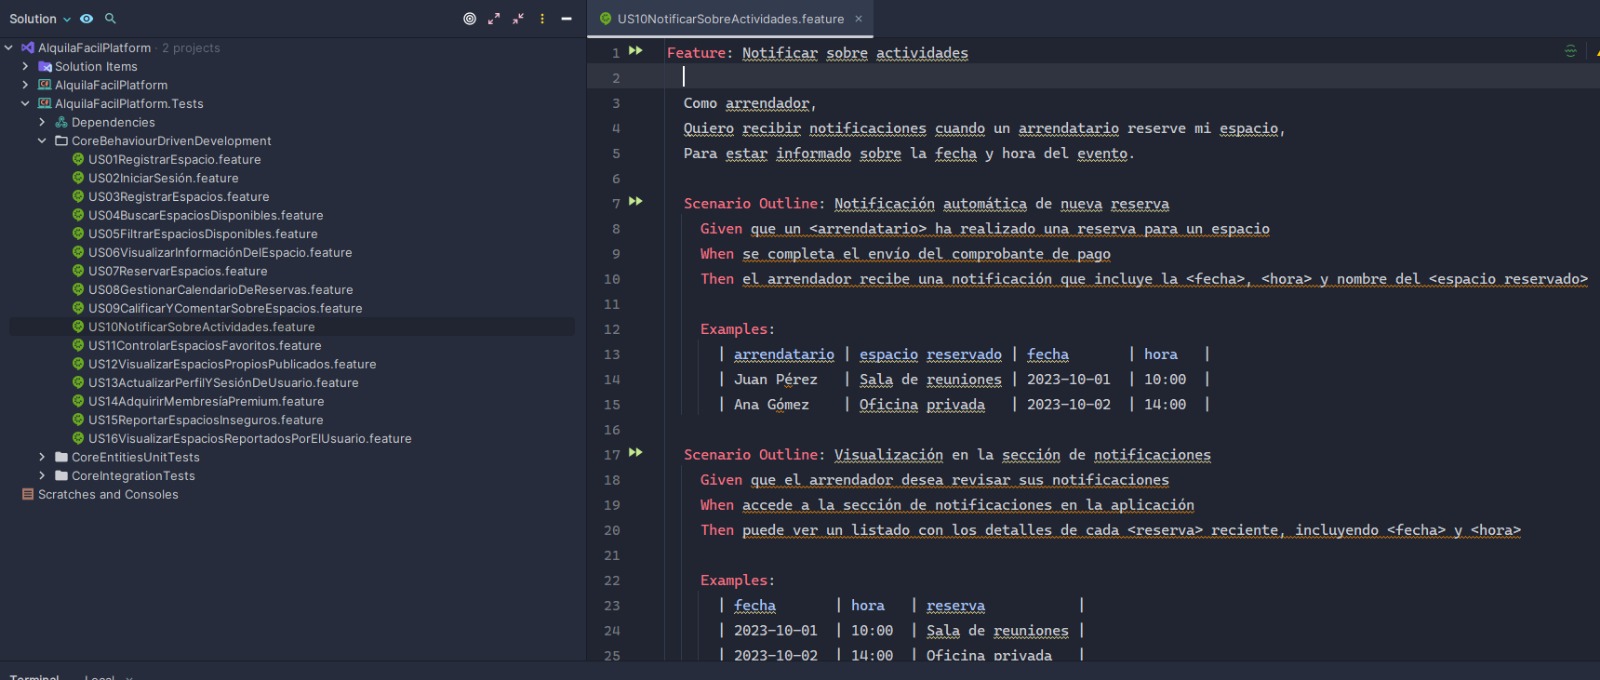 Solution
AlquilaFacilPlatform · 2 projects
Solution Items
AlquilaFacilPlatform
AlquilaFacilPlatform.Tests
Dependencies
CoreBehaviourDrivenDevelopment
US01RegistrarEspacio.feature
US02IniciarSesión.feature
US03RegistrarEspacios.feature
US04BuscarEspaciosDisponibles.feature
US05FiltrarEspaciosDisponibles.feature
US06VisualizarInformaciónDelEspacio.feature
US07ReservarEspacios.feature
US08GestionarCalendarioDeReservas.feature
US09CalificarYComentarSobreEspacios.feature
US10NotificarSobreActividades.feature
US11ControlarEspaciosFavoritos.feature
US12VisualizarEspaciosPropiosPublicados.feature
US13ActualizarPerfilYSesiónDeUsuario.feature
US14AdquirirMembresíaPremium.feature
US15ReportarEspaciosInseguros.feature
US16VisualizarEspaciosReportadosPorElUsuario.feature
CoreEntitiesUnitTests
CoreIntegrationTests
Scratches and Consoles
US10NotificarSobreActividades.feature
1 Feature: Notificar sobre actividades
2
3 Como arrendador,
4 Quiero recibir notificaciones cuando un arrendatario reserve mi espacio,
5 Para estar informado sobre la fecha y hora del evento.
6
7 Scenario Outline: Notificación automática de nueva reserva
8 Given que un <arrendatario> ha realizado una reserva para un espacio
9 When se completa el envío del comprobante de pago
10 Then el arrendador recibe una notificación que incluye la <fecha>, <hora> y nombre del <espacio reservado>
11
12 Examples:
13 | arrendatario | espacio reservado | fecha | hora |
14 | Juan Pérez | Sala de reuniones | 2023-10-01 | 10:00 |
15 | Ana Gómez | Oficina privada | 2023-10-02 | 14:00 |
16
17 Scenario Outline: Visualización en la sección de notificaciones
18 Given que el arrendador desea revisar sus notificaciones
19 When accede a la sección de notificaciones en la aplicación
20 Then puede ver un listado con los detalles de cada <reserva> reciente, incluyendo <fecha> y <hora>
21
22 Examples:
23 | fecha | hora | reserva |
24 | 2023-10-01 | 10:00 | Sala de reuniones |
25 | 2023-10-02 | 14:00 | Oficina privada |
Terminal Local